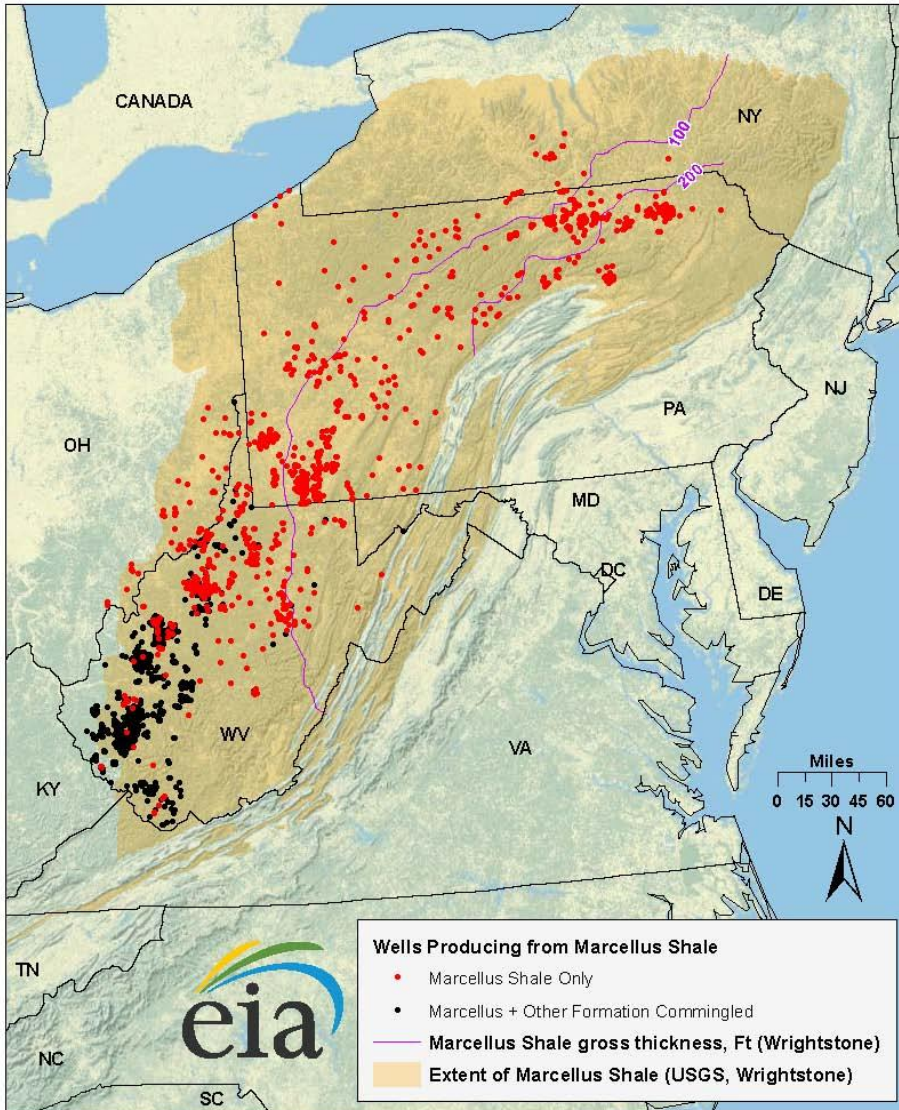 CANADA
NY
100
200
OH
PA
NJ
MD
DC
DE
WV
VA
KY
Miles
0 15 30 45 60
N
TN
NC
SC
eia
Wells Producing from Marcellus Shale
Marcellus Shale Only
Marcellus + Other Formation Commingled
Marcellus Shale gross thickness, Ft (Wrightstone)
Extent of Marcellus Shale (USGS, Wrightstone)